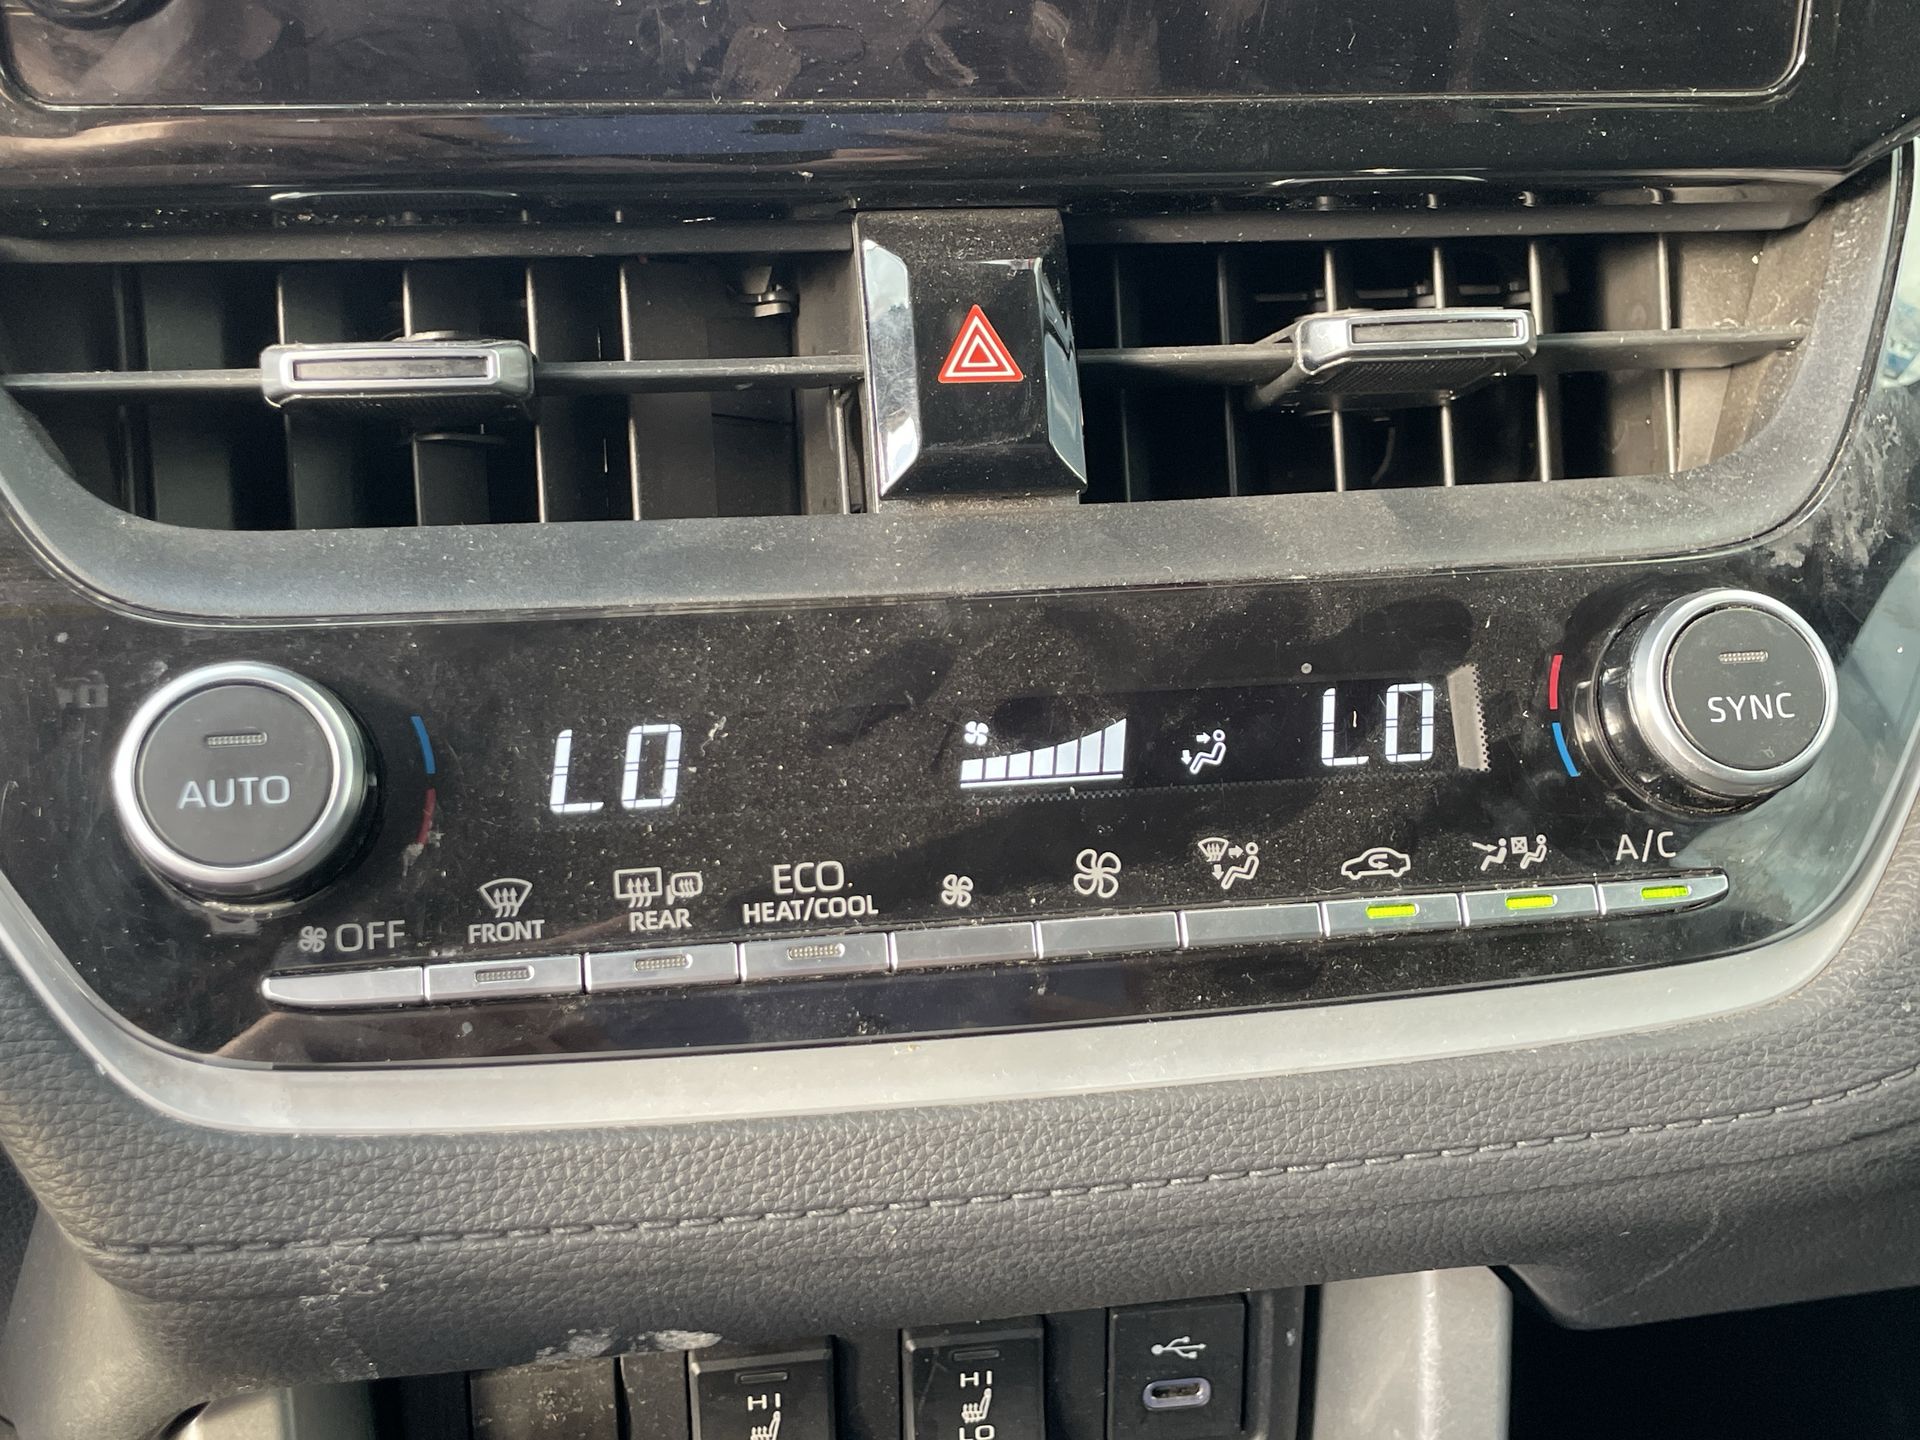 LO
LO
AUTO
SYNC
OFF
FRONT
REAR
ECO
HEAT/COOL
A/C
HI
HI
LO